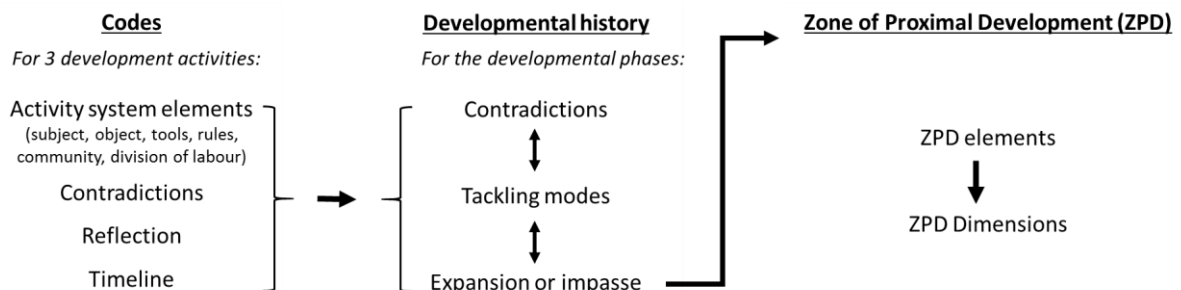 Codes
For 3 development activities:
Activity system elements
(subject, object, tools, rules,
community, division of labour)
Contradictions
Reflection
Timeline
Developmental history
For the developmental phases:
Contradictions
Tackling modes
Expansion or impasse
Zone of Proximal Development (ZPD)
ZPD elements
ZPD Dimensions